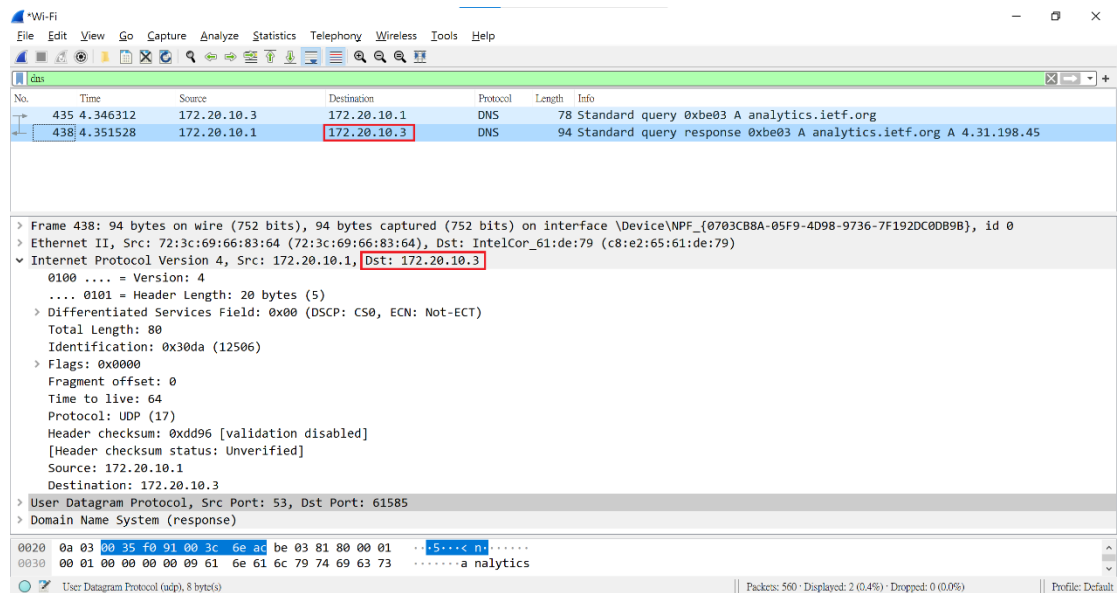 *Wi-Fi
File Edit View Go Capture Analyze Statistics Telephony Wireless Tools Help
dns
No. Time Source Destination Protocol Length Info
435 4.346312 172.20.10.3 172.20.10.1 DNS 78 Standard query 0xbe03 A analytics.ietf.org
438 4.351528 172.20.10.1 172.20.10.3 DNS 94 Standard query response 0xbe03 A analytics.ietf.org A 4.31.198.45
> Frame 438: 94 bytes on wire (752 bits), 94 bytes captured (752 bits) on interface \Device\NPF_{0703CB8A-05F9-4D98-9736-7F192DC0DB9B}, id 0
> Ethernet II, Src: 72:3c:69:66:83:64 (72:3c:69:66:83:64), Dst: IntelCor_61:de:79 (c8:e2:65:61:de:79)
Internet Protocol Version 4, Src: 172.20.10.1, Dst: 172.20.10.3
0100 .... = Version: 4
.... 0101 = Header Length: 20 bytes (5)
> Differentiated Services Field: 0x00 (DSCP: CS0, ECN: Not-ECT)
Total Length: 80
Identification: 0x30da (12506)
> Flags: 0x0000
Fragment offset: 0
Time to live: 64
Protocol: UDP (17)
Header checksum: 0xdd96 [validation disabled]
[Header checksum status: Unverified]
Source: 172.20.10.1
Destination: 172.20.10.3
> User Datagram Protocol, Src Port: 53, Dst Port: 61585
> Domain Name System (response)
0020 0a 03 00 35 f0 91 00 3c 6e ac be 03 81 80 00 01 ···5···< n·······
0030 00 01 00 00 00 00 09 61 6e 61 6c 79 74 69 63 73 ·······a nalytics
User Datagram Protocol (udp), 8 byte(s) Packets: 560 · Displayed: 2 (0.4%) · Dropped: 0 (0.0%) Profile: Default